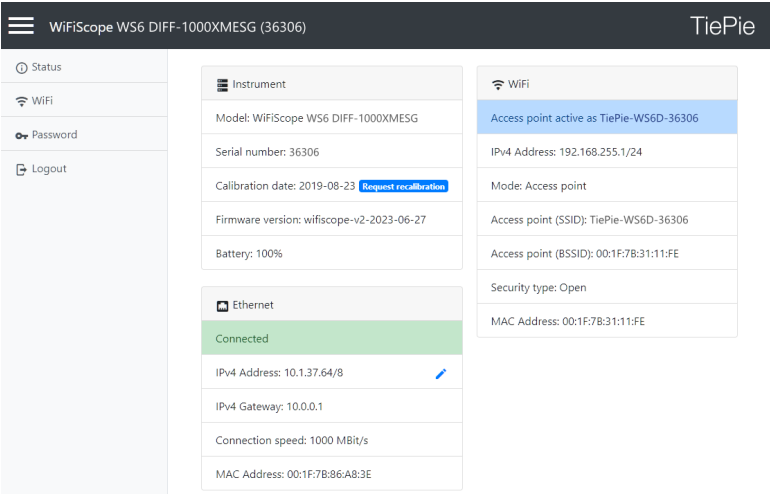 WiFiScope WS6 DIFF-1000XMESG (36306)
TiePie
Status
WiFi
Password
Logout
Instrument
Model: WiFiScope WS6 DIFF-1000XMESG
Serial number: 36306
Calibration date: 2019-08-23 Request recalibration
Firmware version: wifiscope-v2-2023-06-27
Battery: 100%
Ethernet
Connected
IPv4 Address: 10.1.37.64/8
IPv4 Gateway: 10.0.0.1
Connection speed: 1000 MBit/s
MAC Address: 00:1F:7B:86:A8:3E
WiFi
Access point active as TiePie-WS6D-36306
IPv4 Address: 192.168.255.1/24
Mode: Access point
Access point (SSID): TiePie-WS6D-36306
Access point (BSSID): 00:1F:7B:31:11:FE
Security type: Open
MAC Address: 00:1F:7B:31:11:FE